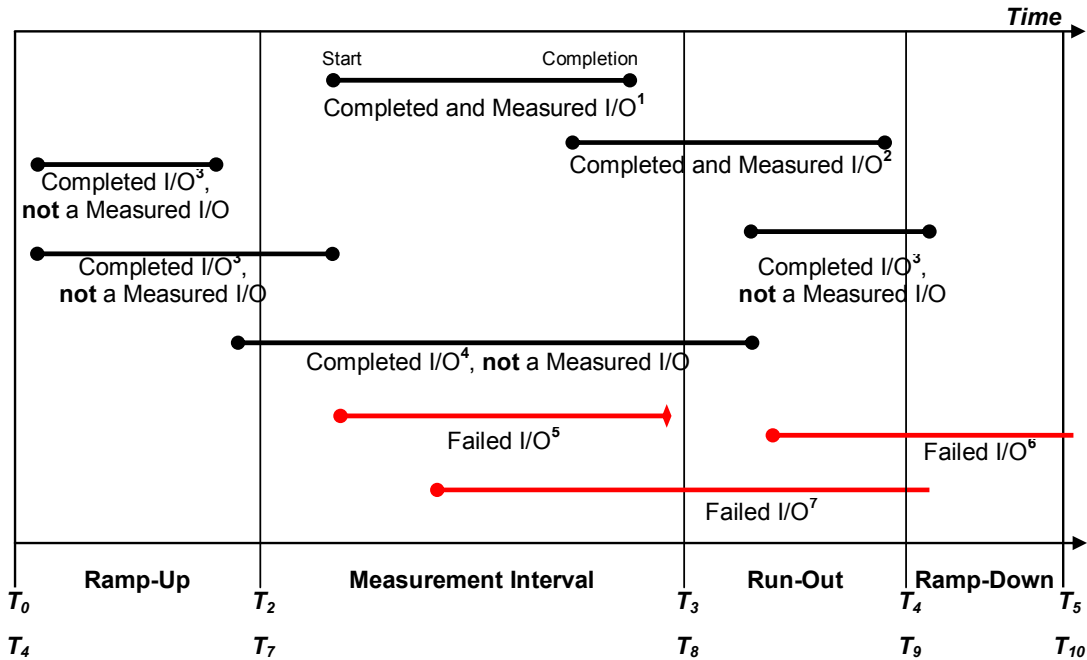 Time
Start Completion
Completed and Measured I/O¹
Completed and Measured I/O²
Completed I/O³,
not a Measured I/O
Completed I/O³,
not a Measured I/O
Completed I/O³,
not a Measured I/O
Completed I/O⁴, not a Measured I/O
Failed I/O⁵
Failed I/O⁶
Failed I/O⁷
Ramp-Up Measurement Interval Run-Out Ramp-Down
T₀ T₂ T₃ T₄ T₅
T₄ T₇ T₈ T₉ T₁₀